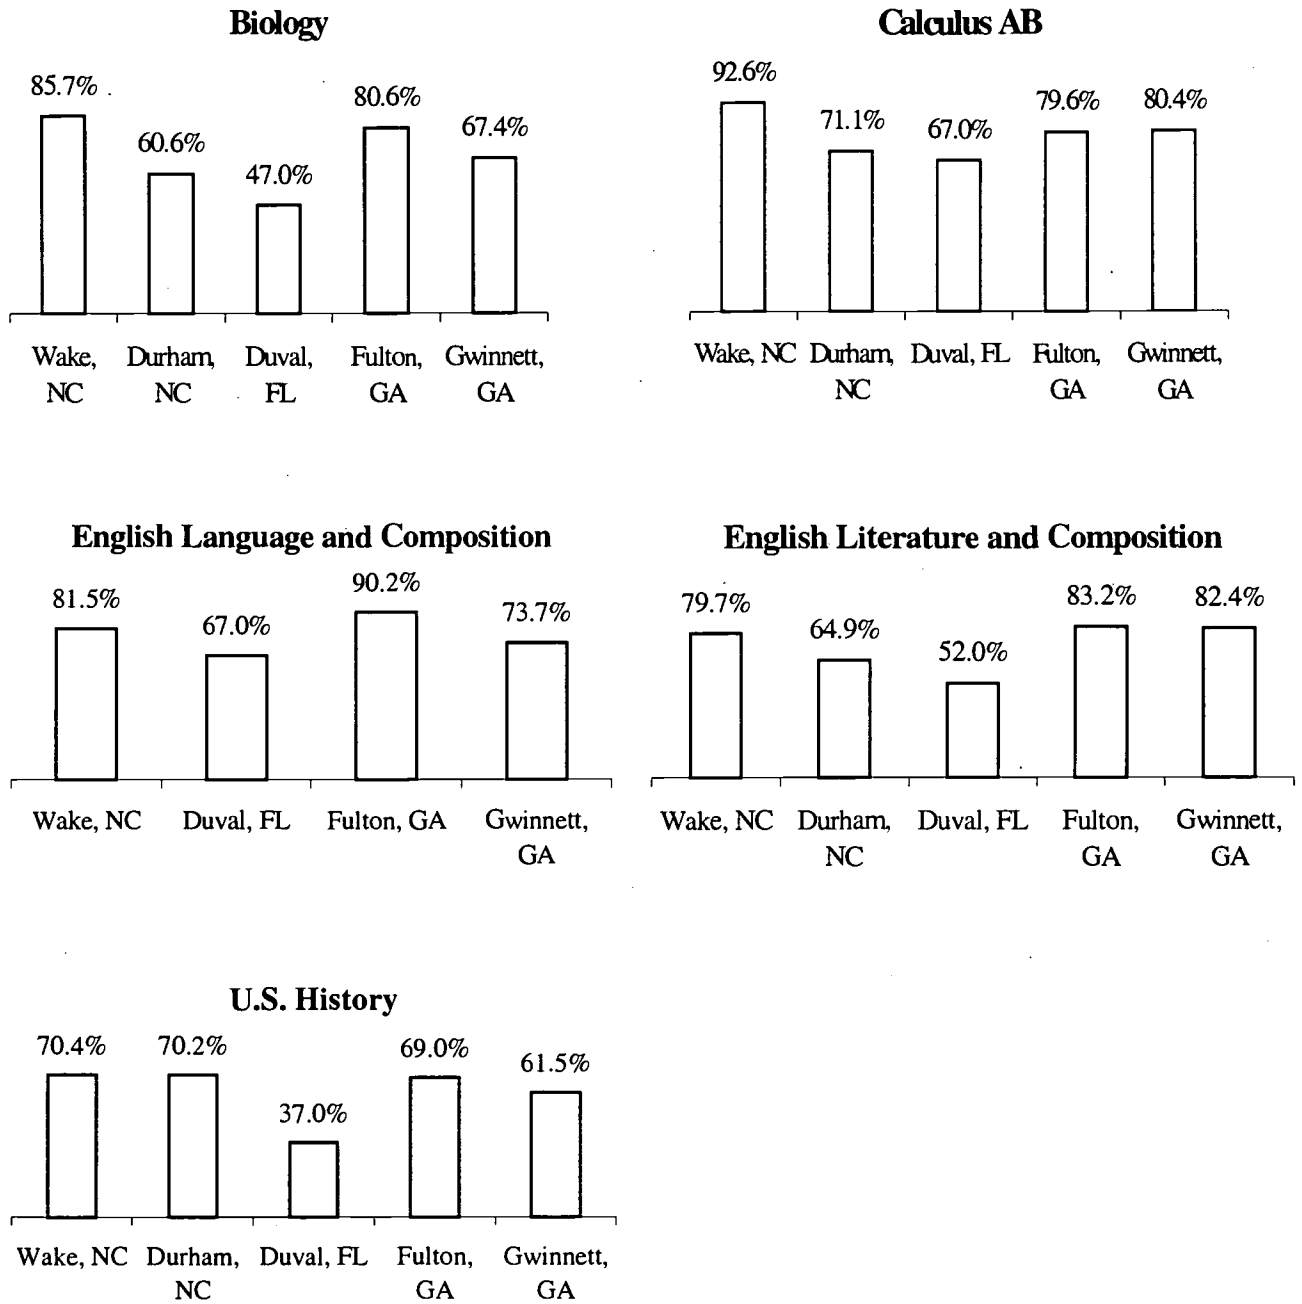 Biology
85.7%
60.6%
47.0%
80.6%
67.4%
Wake, NC
Durham, NC
Duval, FL
Fulton, GA
Gwinnett, GA
Calculus AB
92.6%
71.1%
67.0%
79.6%
80.4%
Wake, NC
Durham, NC
Duval, FL
Fulton, GA
Gwinnett, GA
English Language and Composition
81.5%
67.0%
90.2%
73.7%
Wake, NC
Duval, FL
Fulton, GA
Gwinnett, GA
English Literature and Composition
79.7%
64.9%
52.0%
83.2%
82.4%
Wake, NC
Durham, NC
Duval, FL
Fulton, GA
Gwinnett, GA
U.S. History
70.4%
70.2%
37.0%
69.0%
61.5%
Wake, NC
Durham, NC
Duval, FL
Fulton, GA
Gwinnett, GA